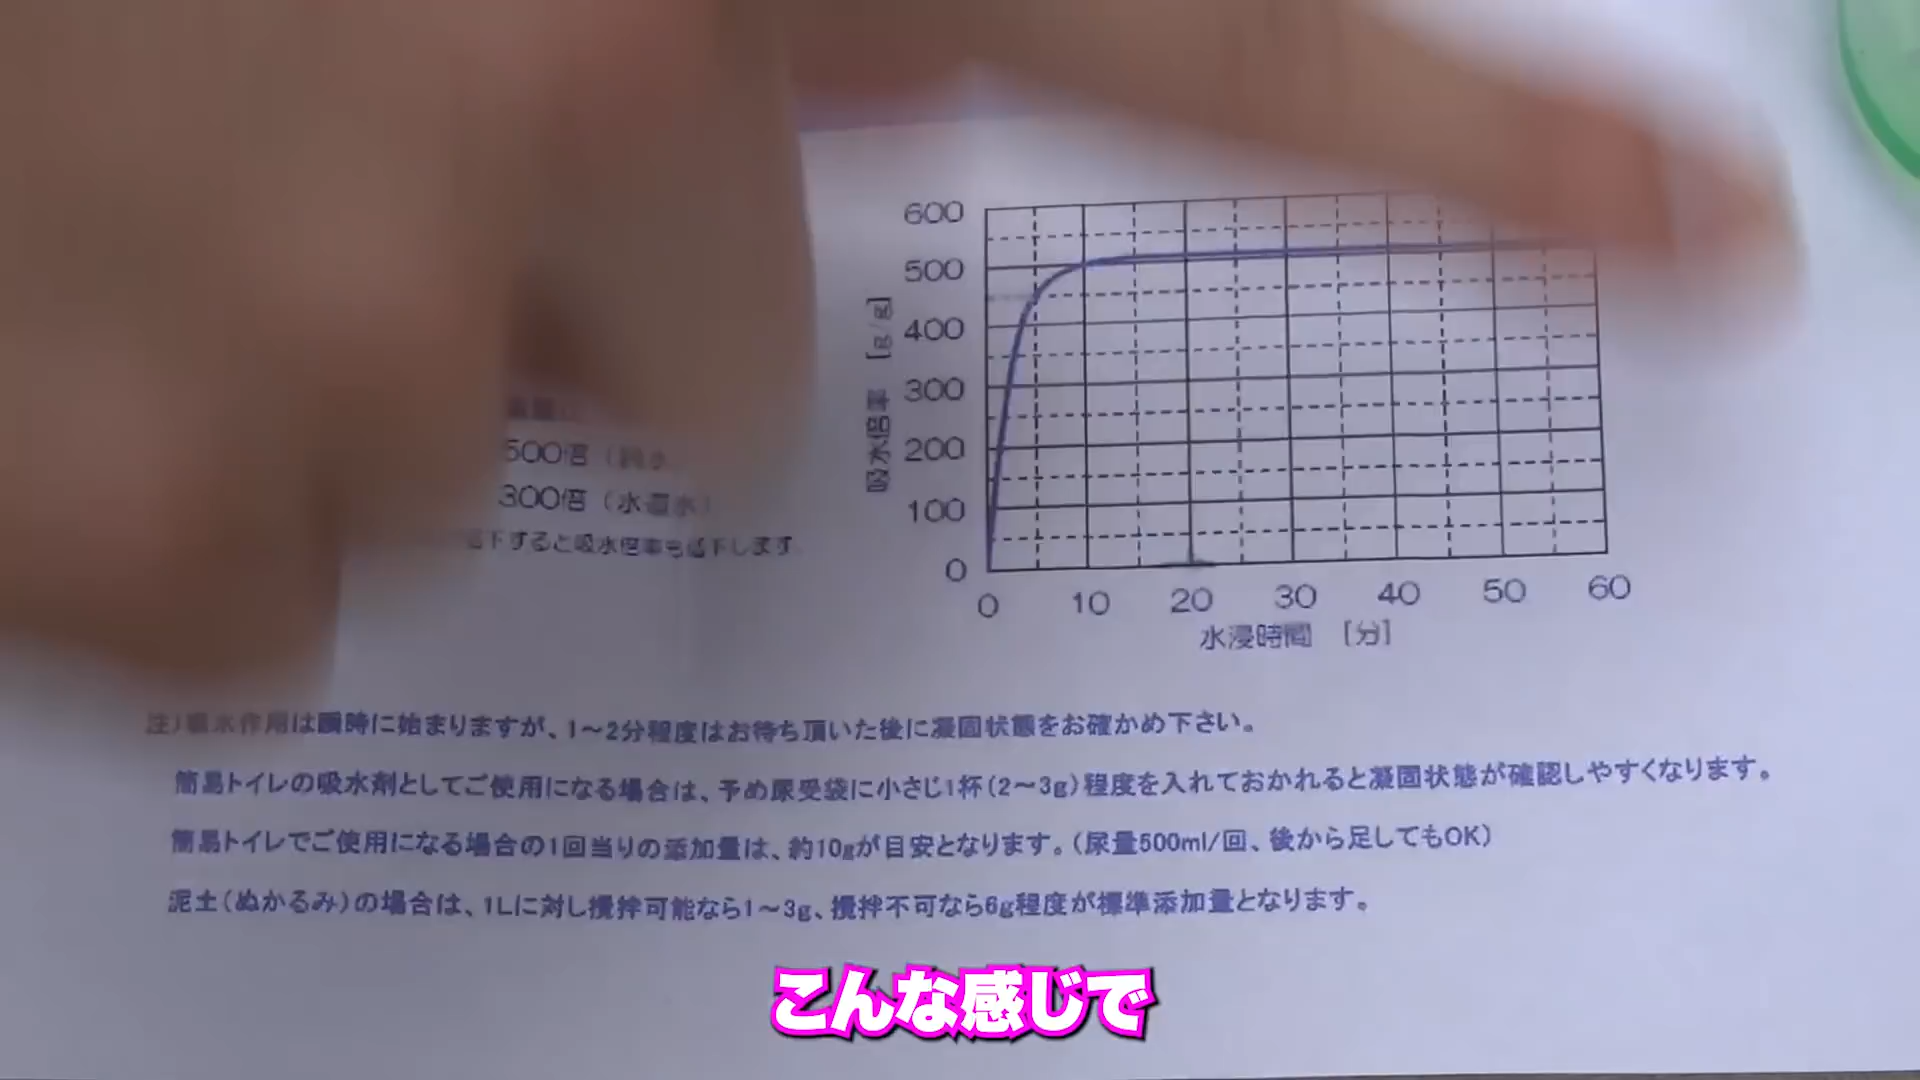 600
500
400
300
200
100
0
吸水倍率 [g/g]
0 10 20 30 40 50 60
水浸時間 [分]
500倍(
300倍(水道水)
下すると吸水倍率も低下します
注)吸水作用は瞬時に始まりますが、1~2分程度はお待ち頂いた後に凝固状態をお確かめ下さい。
簡易トイレの吸水剤としてご使用になる場合は、予め尿受袋に小さじ1杯(2~3g)程度を入れておかれると凝固状態が確認しやすくなります。
簡易トイレでご使用になる場合の1回当りの添加量は、約10gが目安となります。(尿量500ml/回、後から足してもOK)
泥土(ぬかるみ)の場合は、1Lに対し攪拌可能なら1~3g、攪拌不可なら6g程度が標準添加量となります。
こんな感じで